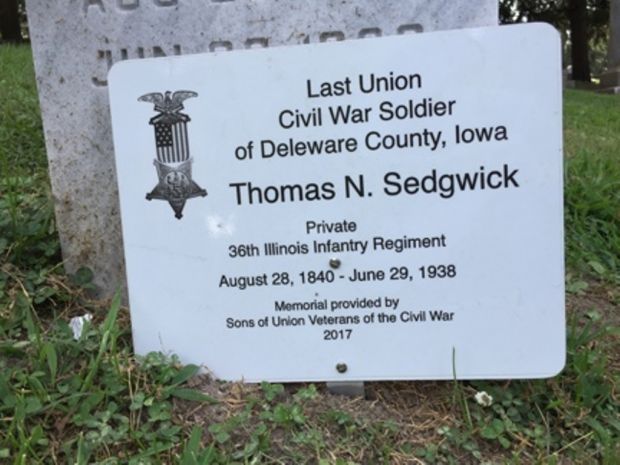 JUN
Last Union
Civil War Soldier
of Deleware County, Iowa
Thomas N. Sedgwick
Private
36th Illinois Infantry Regiment
August 28, 1840 - June 29, 1938
Memorial provided by
Sons of Union Veterans of the Civil War
2017